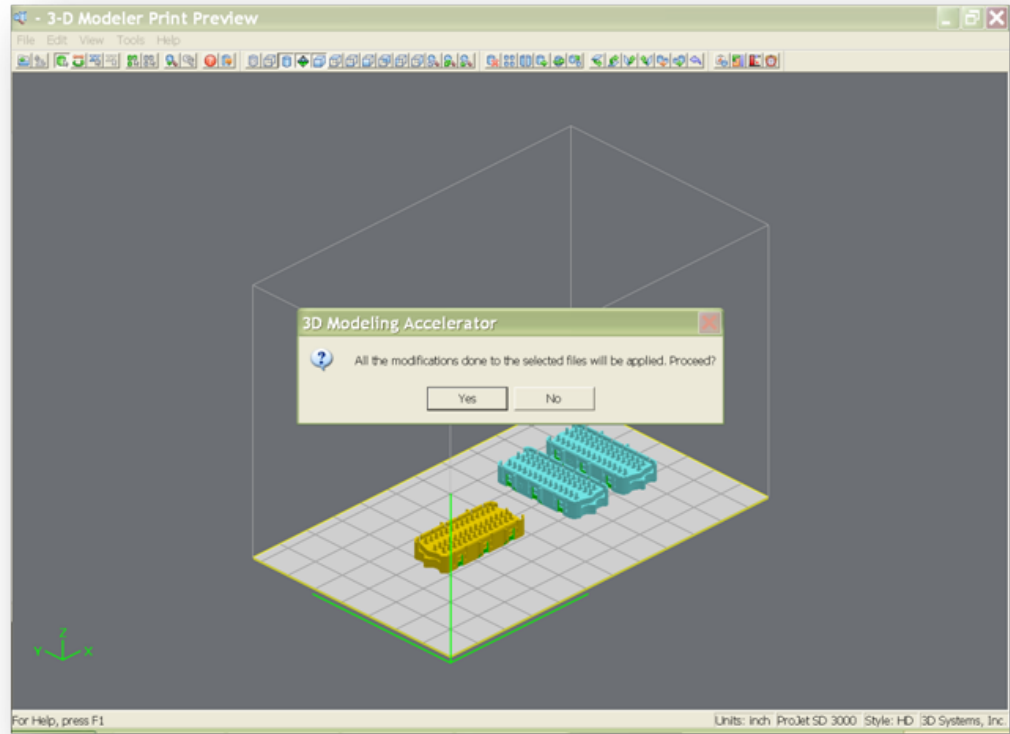 - 3-D Modeler Print Preview
File Edit View Tools Help
3D Modeling Accelerator
All the modifications done to the selected files will be applied. Proceed?
Yes No
Z
Y X
For Help, press F1 Units: inch ProJet SD 3000 Style: HD 3D Systems, Inc.